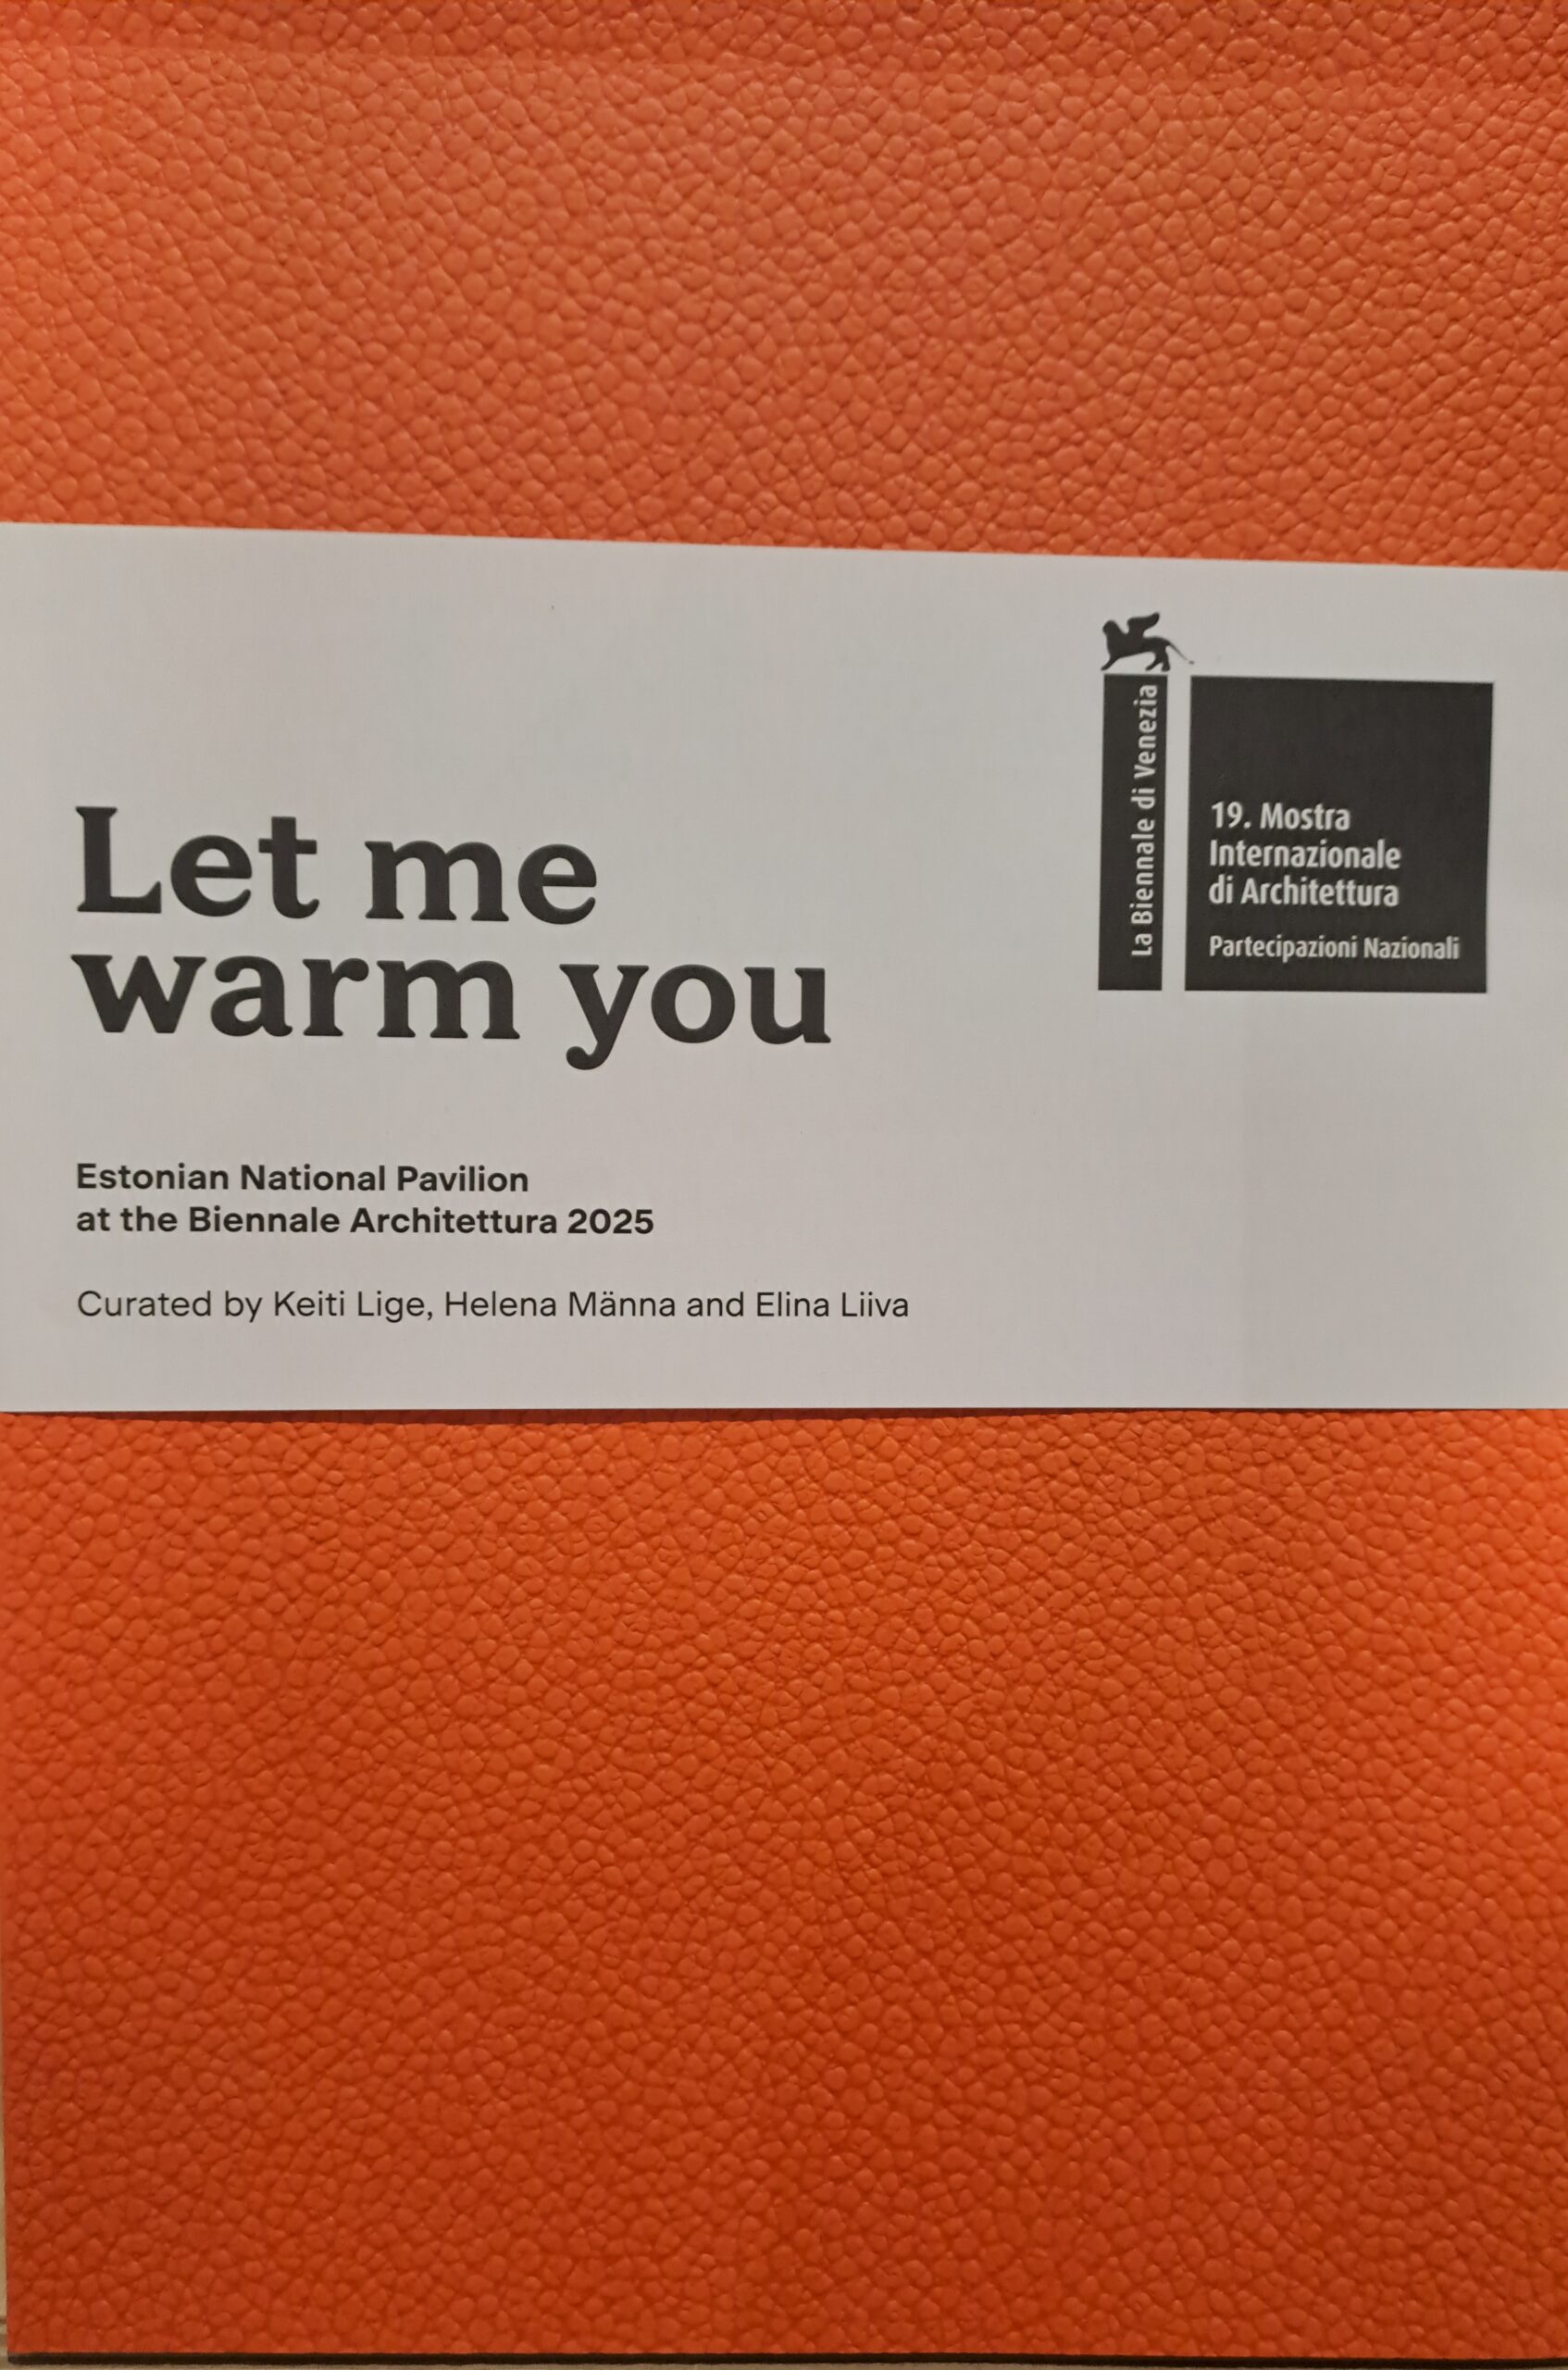 Let me
warm you
Estonian National Pavilion
at the Biennale Architettura 2025
Curated by Keiti Lige, Helena Männa and Elina Liiva
La Biennale di Venezia
19. Mostra
Internazionale
di Architettura
Partecipazioni Nazionali